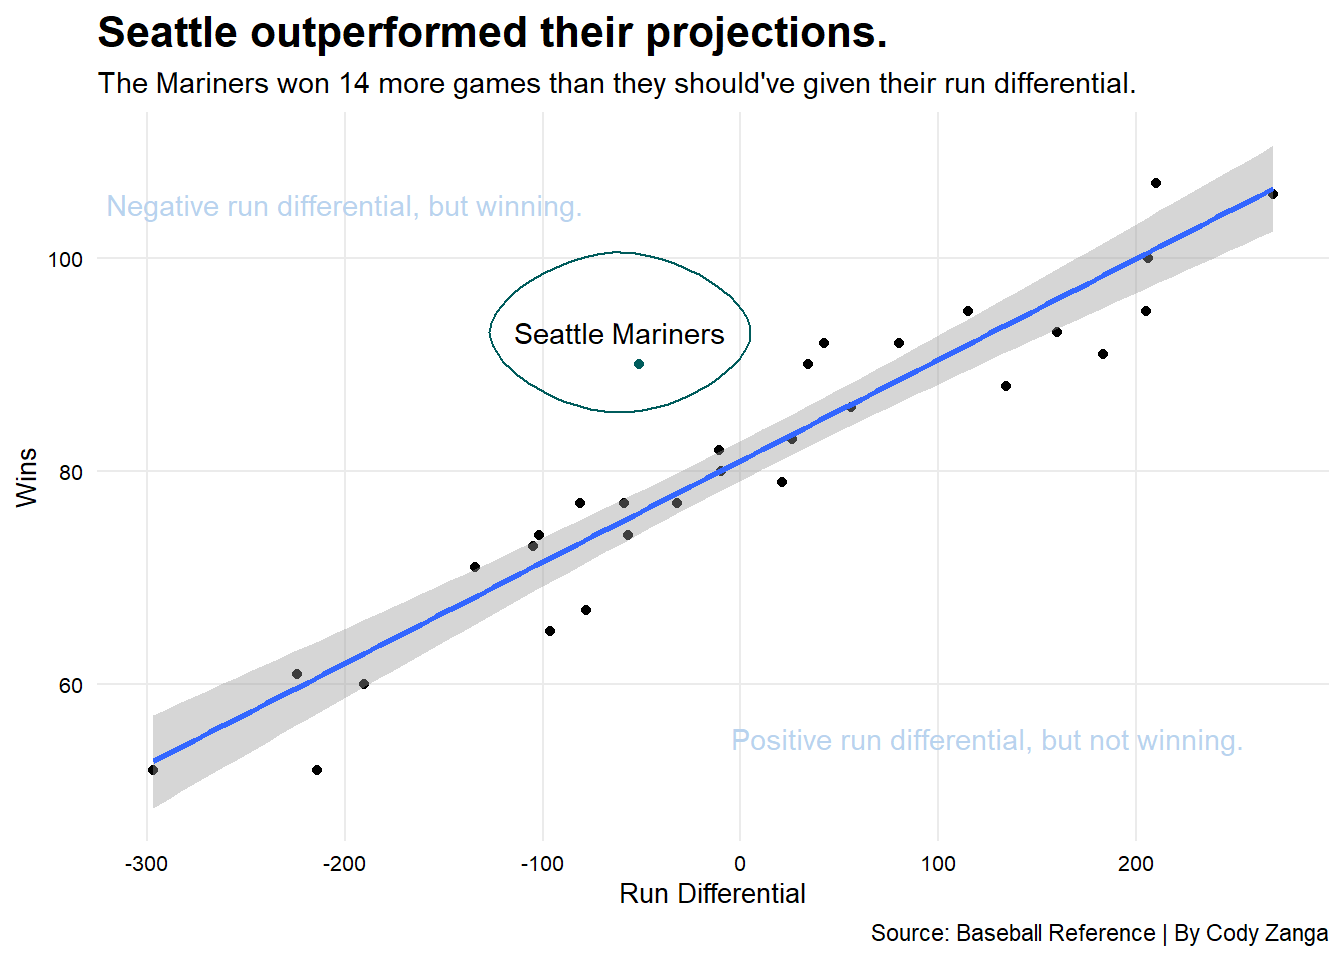 Seattle outperformed their projections.
The Mariners won 14 more games than they should've given their run differential.
Negative run differential, but winning.
100
Seattle Mariners
80
Wins
60
Positive run differential, but not winning.
-300 -200 -100 0 100 200
Run Differential
Source: Baseball Reference | By Cody Zanga